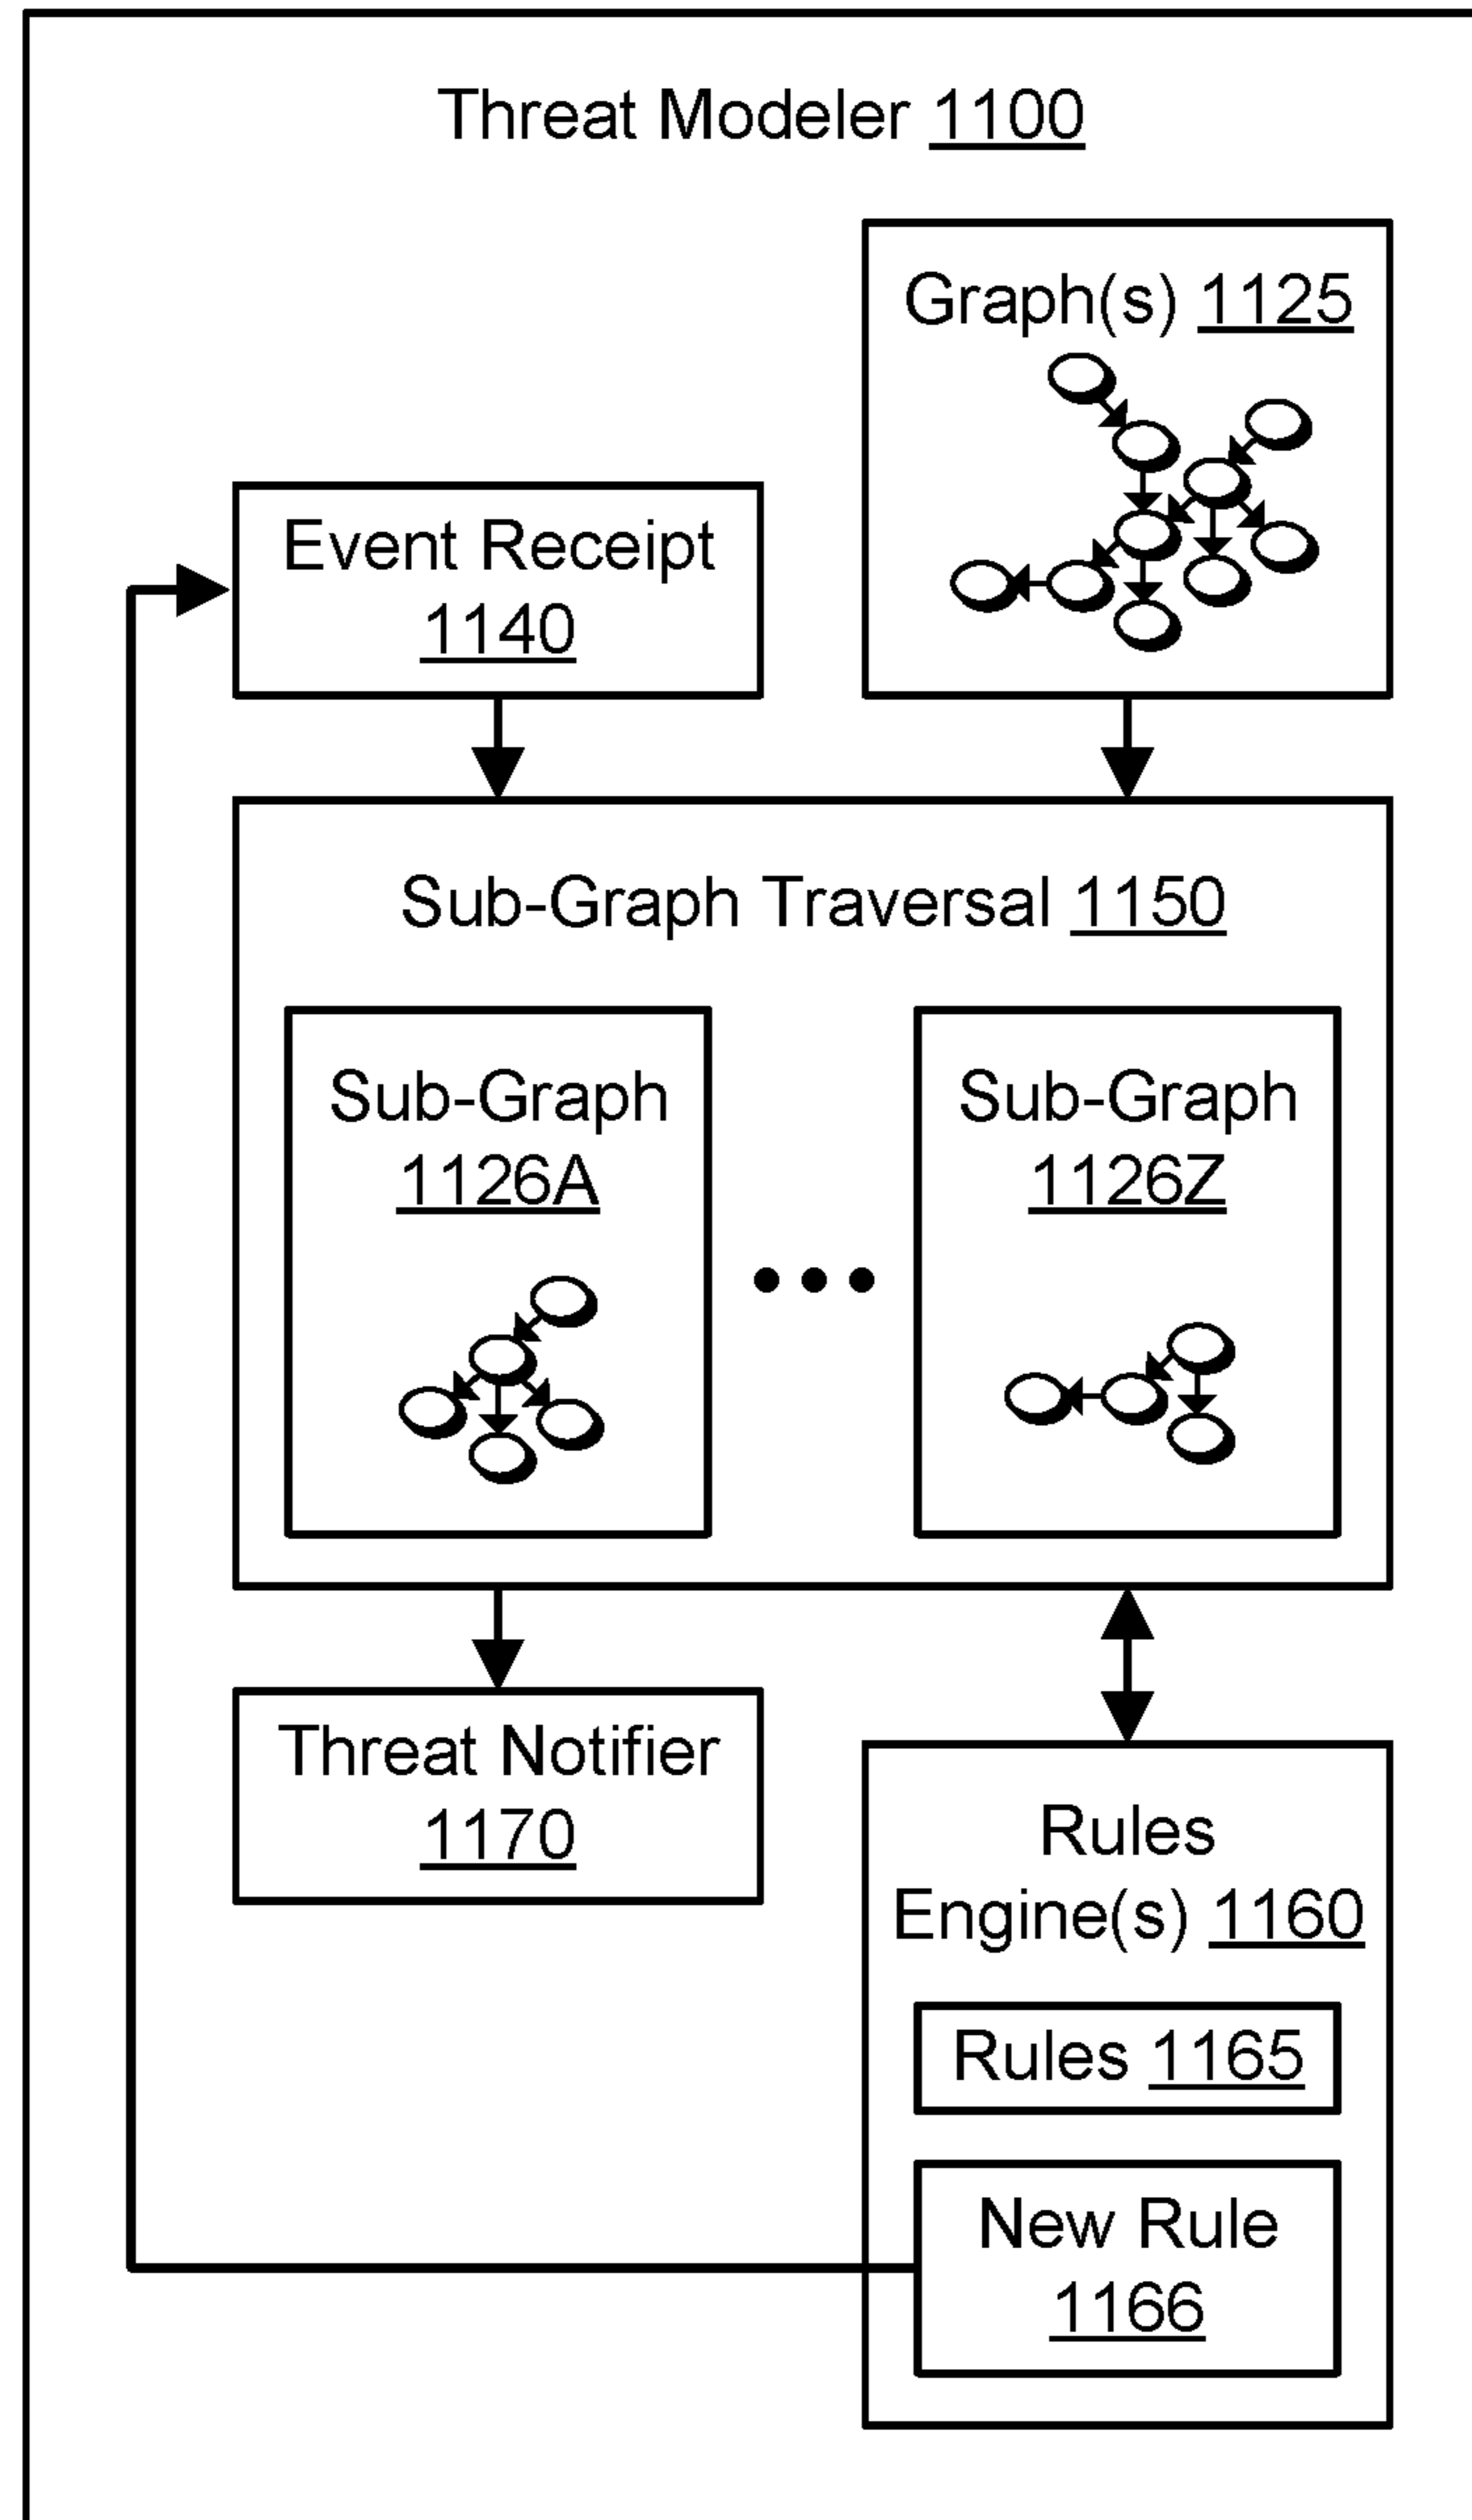 Threat Modeler 1100
Graph(s) 1125
Event Receipt
1140
Sub-Graph Traversal 1150
Sub-Graph
1126A
Sub-Graph
1126Z
Threat Notifier
1170
Rules
Engine(s) 1160
Rules 1165
New Rule
1166